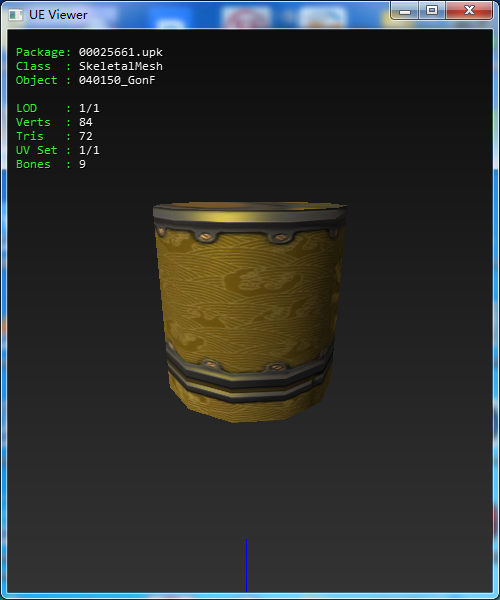 UE Viewer
Package: 00025661.upk
Class : SkeletalMesh
Object : 040150_GonF
LOD : 1/1
Verts : 84
Tris : 72
UV Set : 1/1
Bones : 9